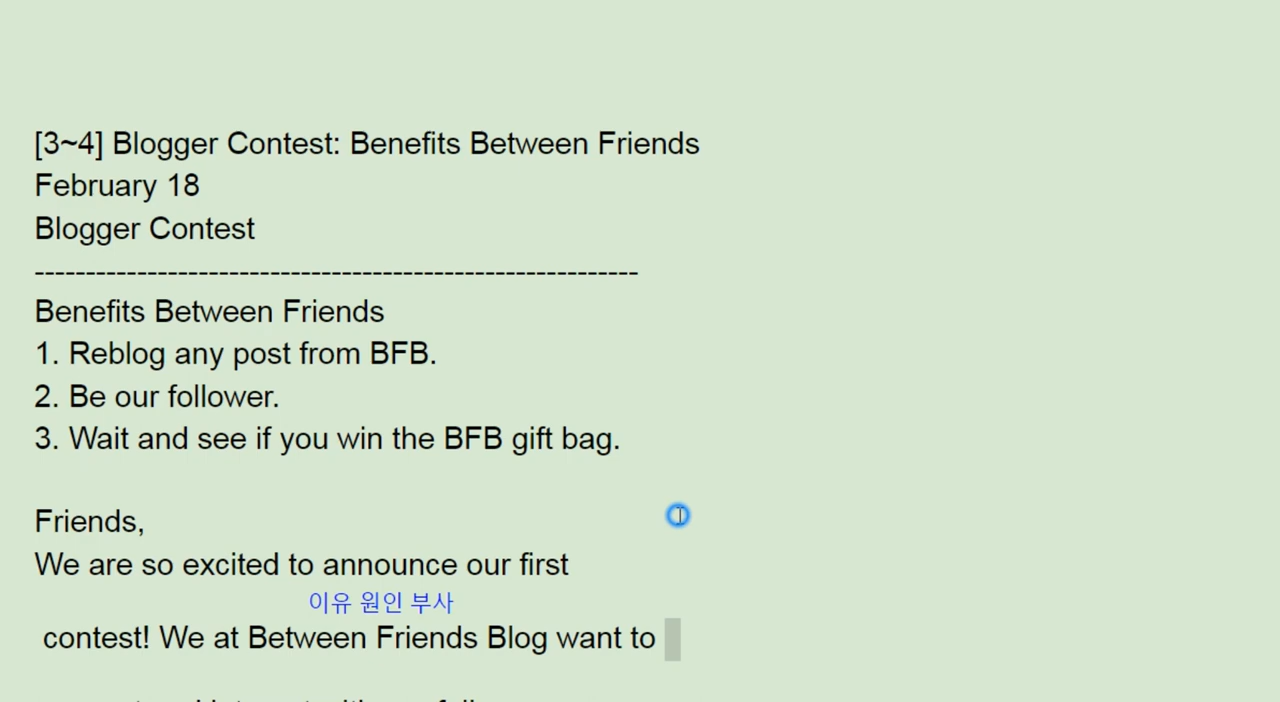 [3~4] Blogger Contest: Benefits Between Friends
February 18
Blogger Contest
-----------------------------------------------------------
Benefits Between Friends
1. Reblog any post from BFB.
2. Be our follower.
3. Wait and see if you win the BFB gift bag.
Friends,
We are so excited to announce our first
이유 원인 부사
contest! We at Between Friends Blog want to